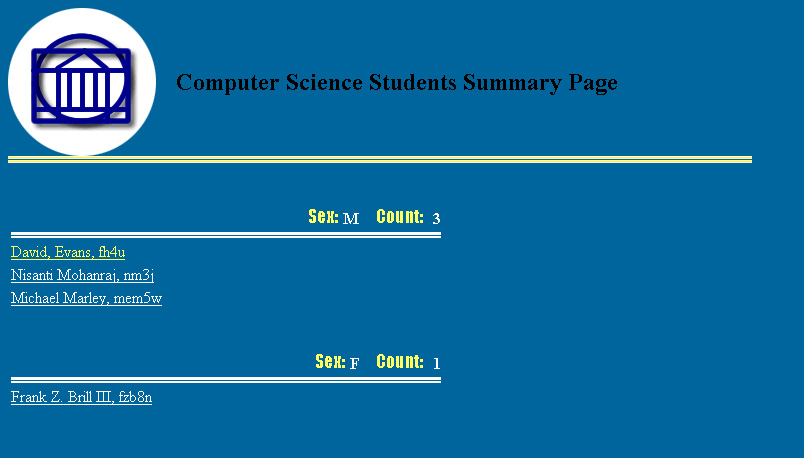 Computer Science Students Summary Page
Sex: M Count: 3
David, Evans, fh4u
Nisanti Mohanraj, nm3j
Michael Marley, mem5w
Sex: F Count: 1
Frank Z. Brill III, fzb8n